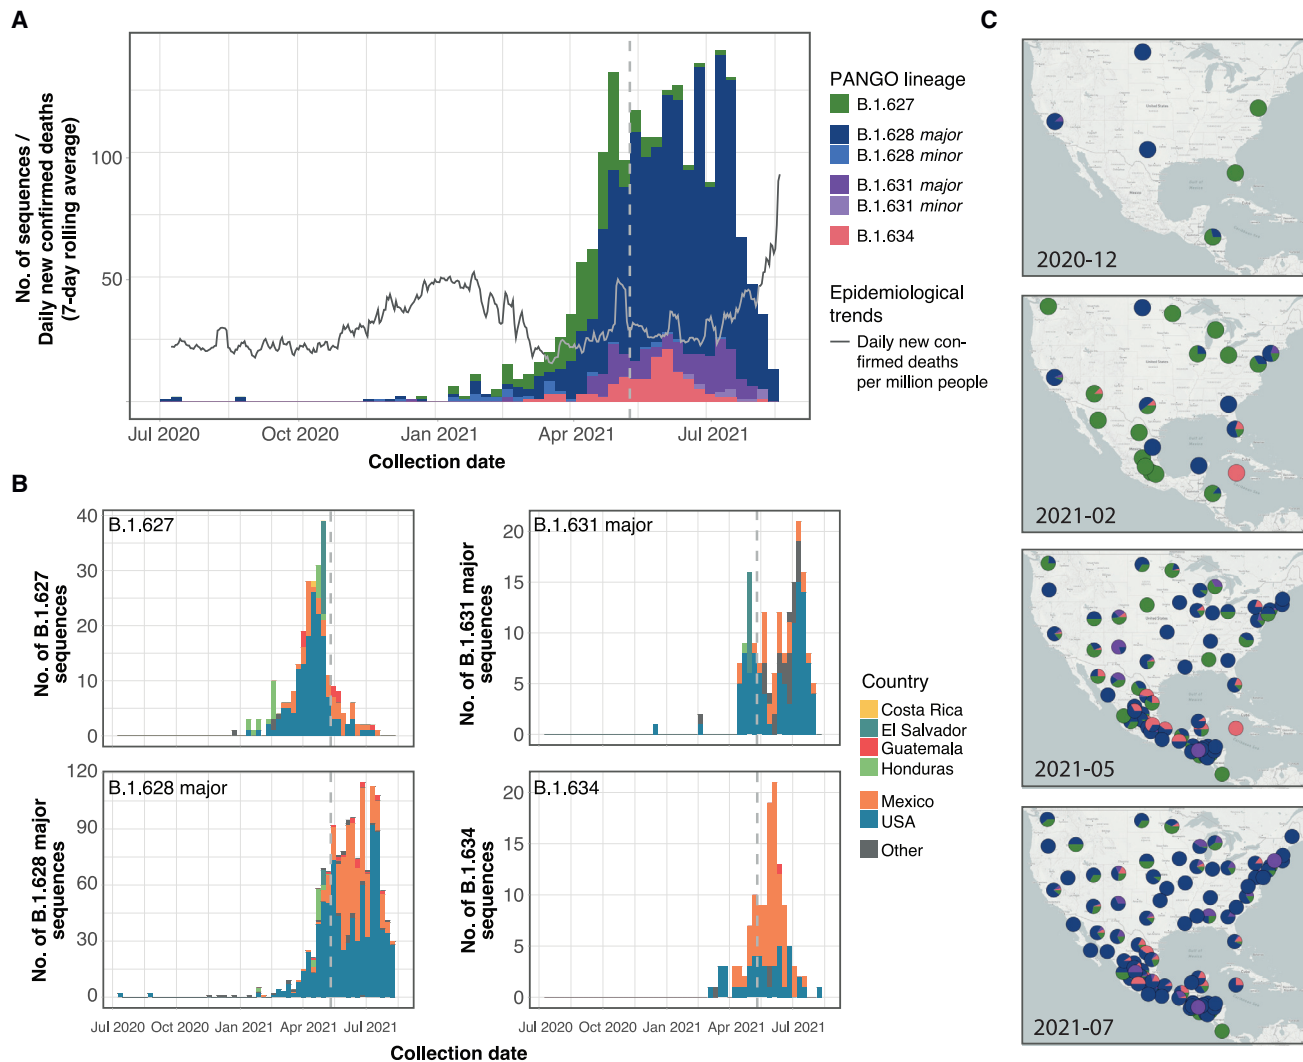 A
No. of sequences /
Daily new confirmed deaths
(7-day rolling average)
100
50
Jul 2020
Oct 2020
Jan 2021
Apr 2021
Jul 2021
Collection date
PANGO lineage
B.1.627
B.1.628 major
B.1.628 minor
B.1.631 major
B.1.631 minor
B.1.634
Epidemiological
trends
Daily new con-
firmed deaths
per million people
B
B.1.627
No. of B.1.627
sequences
40
30
20
10
0
B.1.631 major
No. of B.1.631 major
sequences
20
15
10
5
0
B.1.628 major
No. of B.1.628 major
sequences
120
90
60
30
0
Jul 2020
Oct 2020
Jan 2021
Apr 2021
Jul 2021
B.1.634
No. of B.1.634
sequences
20
15
10
5
0
Jul 2020
Oct 2020
Jan 2021
Apr 2021
Jul 2021
Collection date
Country
Costa Rica
El Salvador
Guatemala
Honduras
Mexico
USA
Other
C
2020-12
2021-02
2021-05
2021-07